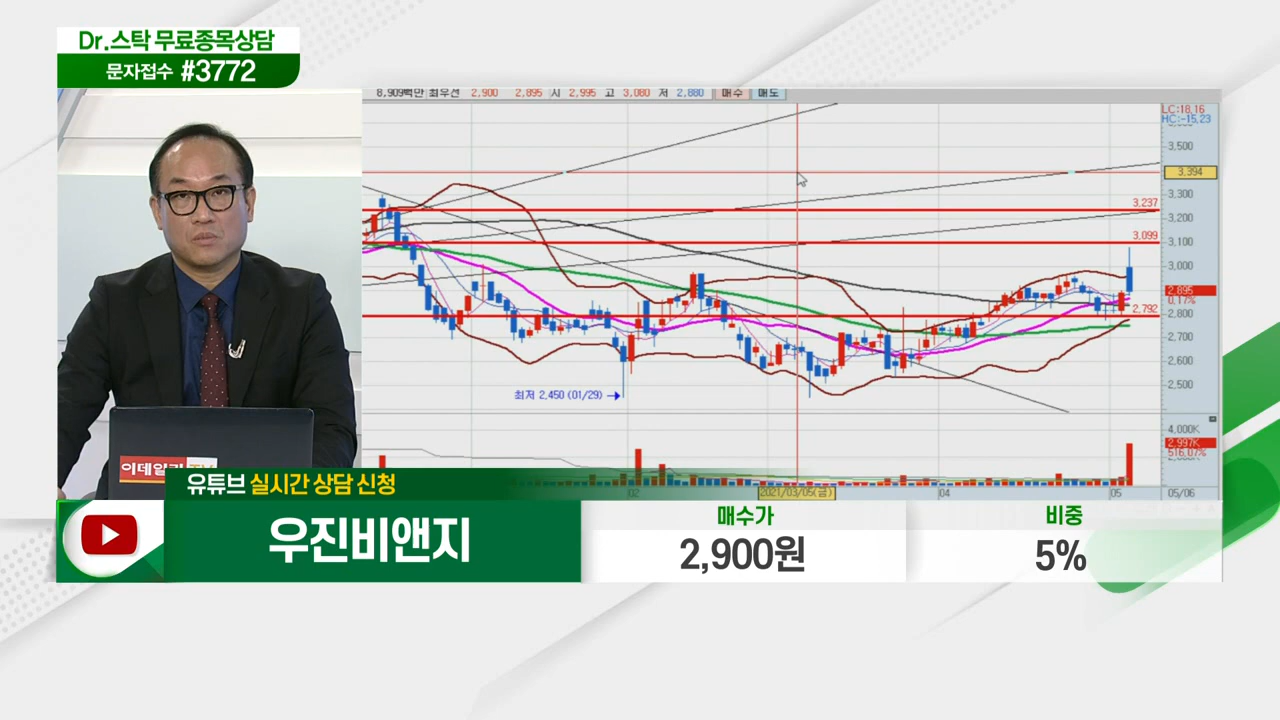 Dr.스탁 무료종목상담
문자접수 #3772
8,909백만 최우선 2,900 2,895 시 2,995 고 3,080 저 2,880 매수 매도
LC:18,16
HC:-15,23
3,500
3,394
3,300
3,237
3,200
3,099
3,100
3,000
2,895
0,17%
2,792
2,800
2,700
2,600
2,500
최저 2,450 (01/29)
4,000K
2,997K
516,07%
02
2021/03/05(금)
04
05
05/06
이데일리
유튜브 실시간 상담 신청
우진비앤지
매수가
2,900원
비중
5%